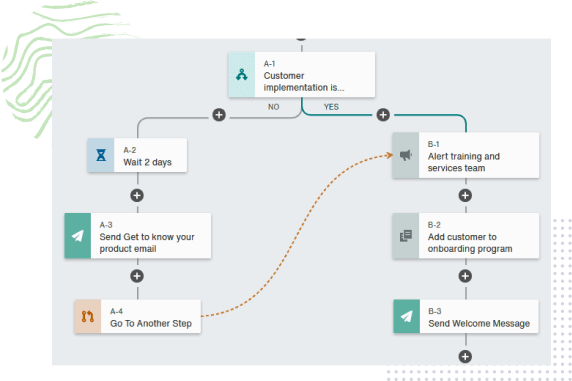 A-1
Customer
implementation is...
NO
YES
A-2
Wait 2 days
B-1
Alert training and
services team
A-3
Send Get to know your
product email
B-2
Add customer to
onboarding program
A-4
Go To Another Step
B-3
Send Welcome Message